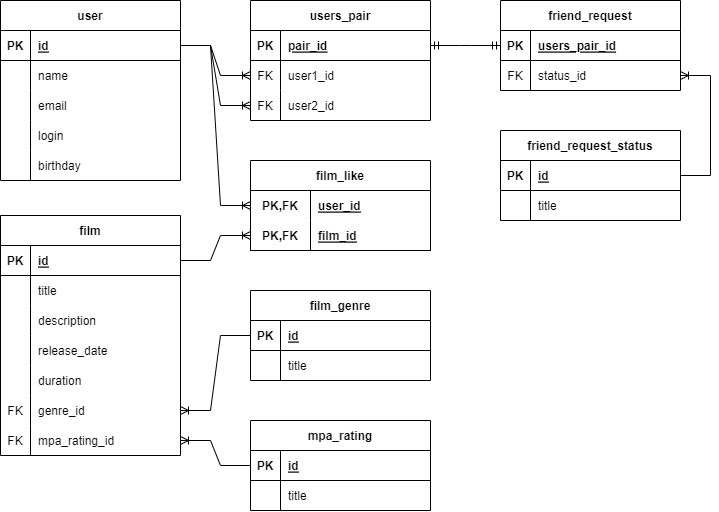 user
PK id
name
email
login
birthday
users_pair
PK pair_id
FK user1_id
FK user2_id
friend_request
PK users_pair_id
FK status_id
friend_request_status
PK id
title
film_like
PK,FK user_id
PK,FK film_id
film
PK id
title
description
release_date
duration
FK genre_id
FK mpa_rating_id
film_genre
PK id
title
mpa_rating
PK id
title